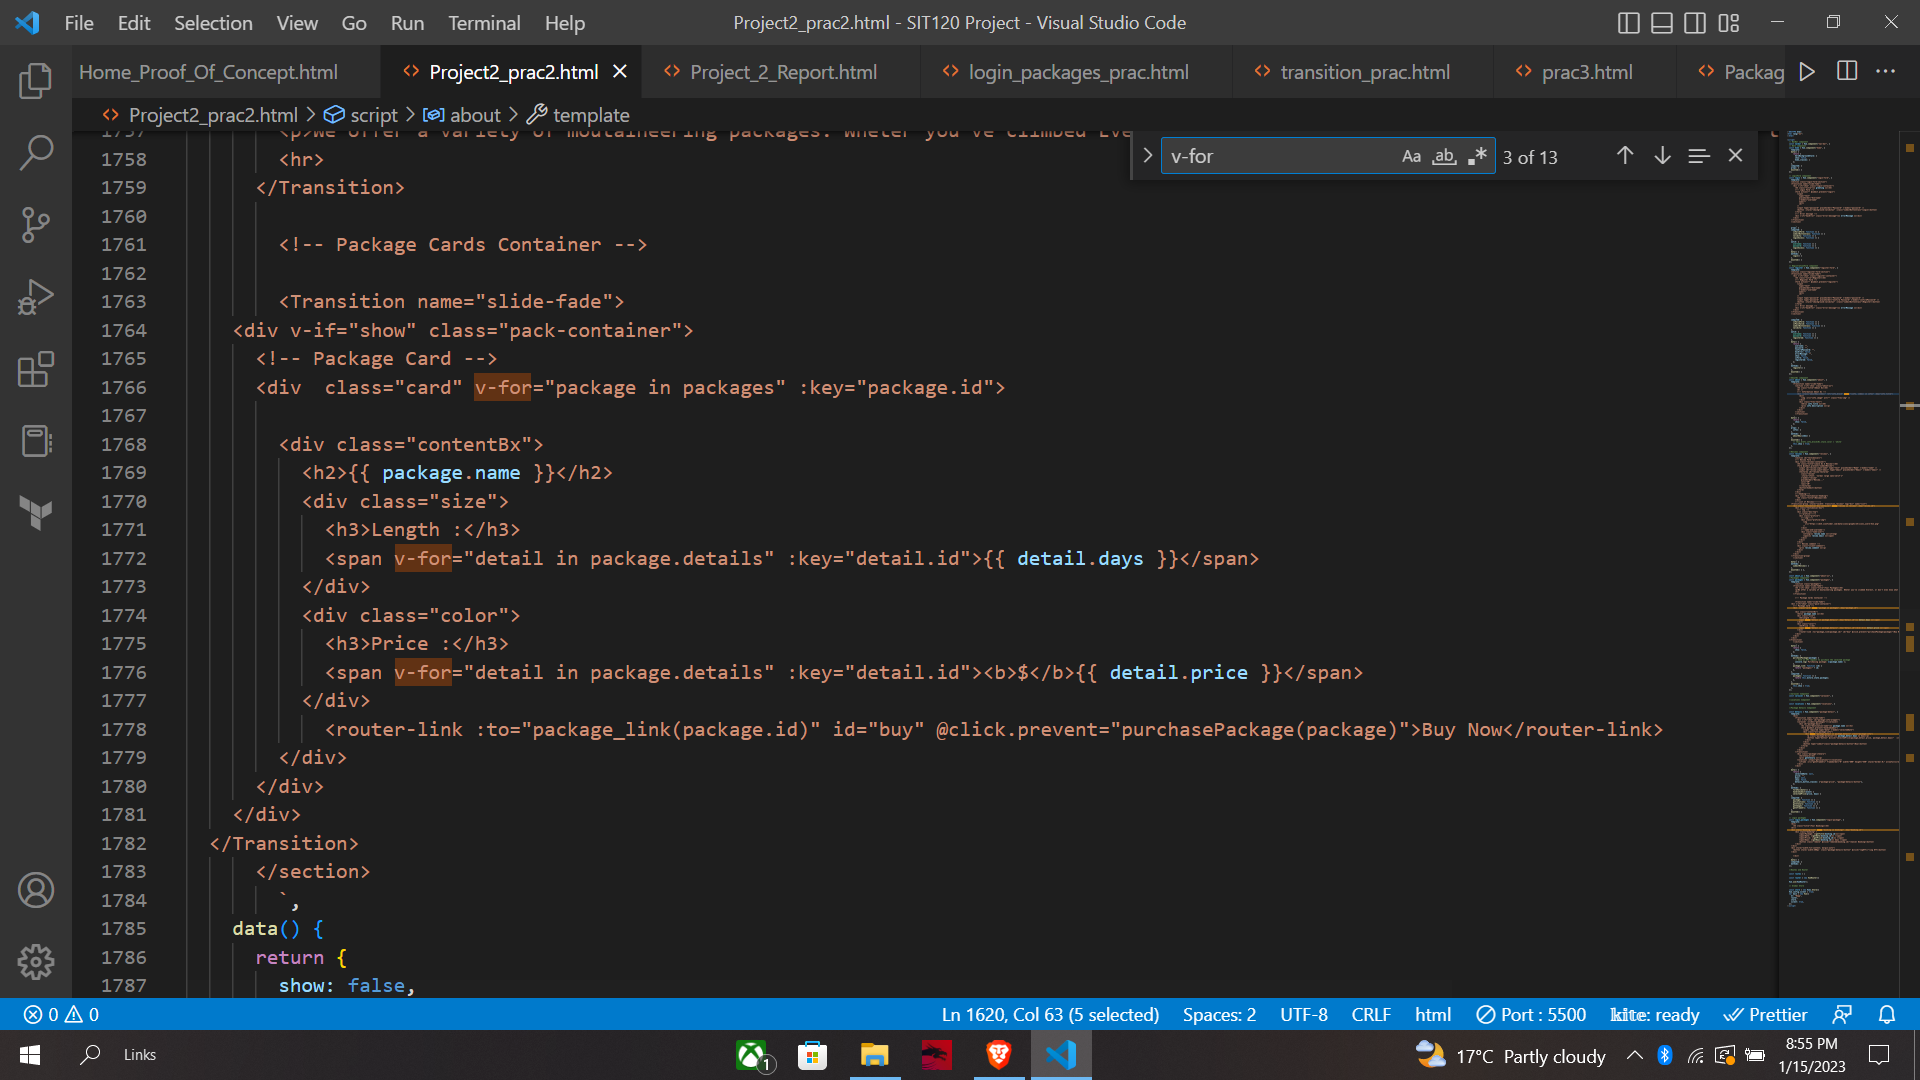 File Edit Selection View Go Run Terminal Help
Project2_prac2.html - SIT120 Project - Visual Studio Code
Home_Proof_Of_Concept.html
Project2_prac2.html
Project_2_Report.html
login_packages_prac.html
transition_prac.html
prac3.html
Packag
Project2_prac2.html > script > about > template
v-for
Aa ab .*
3 of 13
1757 <p>We offer a variety of moutaineering packages. Wheter you've climbed Eve
1758 <hr>
1759 </Transition>
1760
1761 <!-- Package Cards Container -->
1762
1763 <Transition name="slide-fade">
1764 <div v-if="show" class="pack-container">
1765 <!-- Package Card -->
1766 <div  class="card" v-for="package in packages" :key="package.id">
1767
1768 <div class="contentBx">
1769 <h2>{{ package.name }}</h2>
1770 <div class="size">
1771 <h3>Length :</h3>
1772 <span v-for="detail in package.details" :key="detail.id">{{ detail.days }}</span>
1773 </div>
1774 <div class="color">
1775 <h3>Price :</h3>
1776 <span v-for="detail in package.details" :key="detail.id"><b>$</b>{{ detail.price }}</span>
1777 </div>
1778 <router-link :to="package_link(package.id)" id="buy" @click.prevent="purchasePackage(package)">Buy Now</router-link>
1779 </div>
1780 </div>
1781 </div>
1782 </Transition>
1783 </section>
1784 `,
1785 data() {
1786 return {
1787 show: false,
0 0
Ln 1620, Col 63 (5 selected) Spaces: 2 UTF-8 CRLF html Port : 5500 kite: ready Prettier
Links
1
17°C Partly cloudy
8:55 PM
1/15/2023